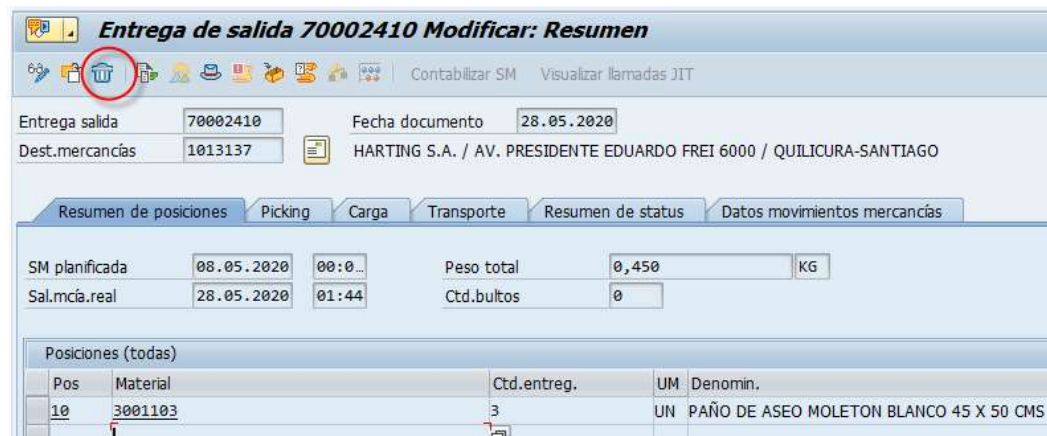 Entrega de salida 70002410 Modificar: Resumen
Contabilizar SM Visualizar llamadas JIT
Entrega salida 70002410 Fecha documento 28.05.2020
Dest.mercancías 1013137 HARTING S.A. / AV. PRESIDENTE EDUARDO FREI 6000 / QUILICURA-SANTIAGO
Resumen de posiciones Picking Carga Transporte Resumen de status Datos movimientos mercancías
SM planificada 08.05.2020 00:0… Peso total 0,450 KG
Sal.mcía.real 28.05.2020 01:44 Ctd.bultos 0
Posiciones (todas)
Pos Material Ctd.entreg. UM Denomin.
10 3001103 3 UN PAÑO DE ASEO MOLETON BLANCO 45 X 50 CMS